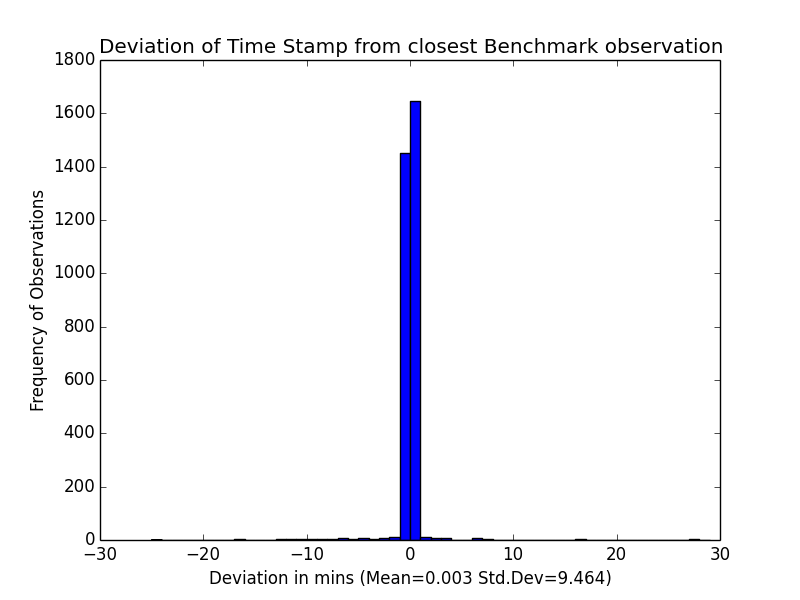 Deviation of Time Stamp from closest Benchmark observation
1800
1600
1400
1200
1000
800
600
400
200
0
Frequency of Observations
−30 −20 −10 0 10 20 30
Deviation in mins (Mean=0.003 Std.Dev=9.464)